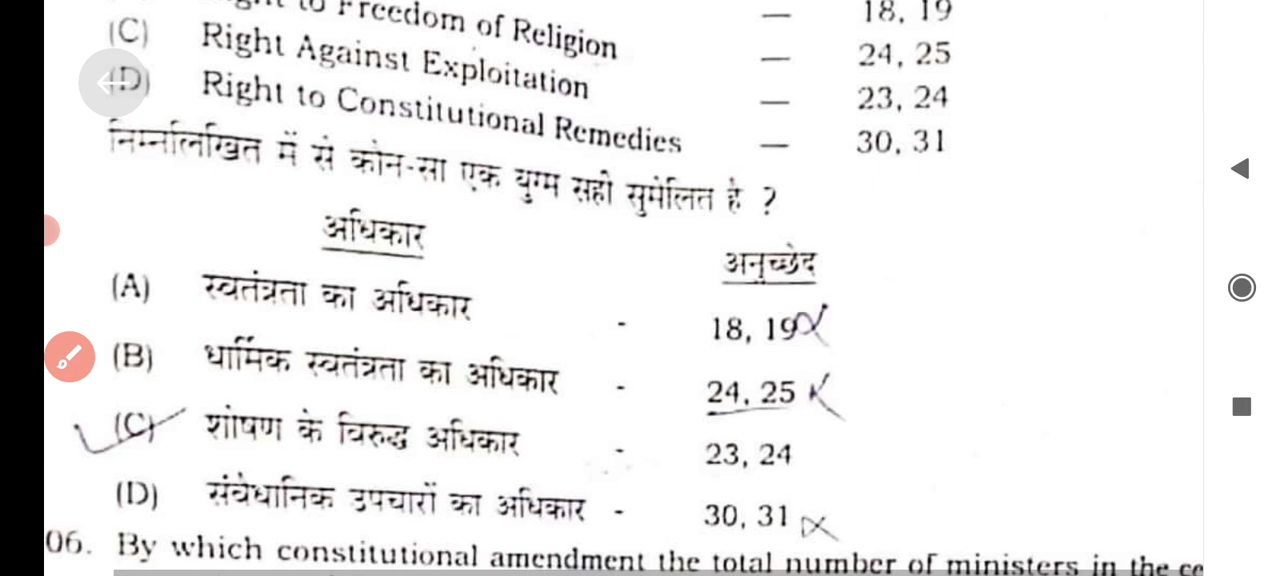 to Freedom of Religion — 18, 19
(C) Right Against Exploitation — 24, 25
(D) Right to Constitutional Remedies — 23, 24
— 30, 31
निम्नलिखित में से कौन-सा एक युग्म सही सुमेलित है ?
अधिकार अनुच्छेद
(A) स्वतंत्रता का अधिकार - 18, 19
(B) धार्मिक स्वतंत्रता का अधिकार - 24, 25
(C) शोषण के विरुद्ध अधिकार - 23, 24
(D) संवैधानिक उपचारों का अधिकार - 30, 31
06. By which constitutional amendment the total number of ministers in the